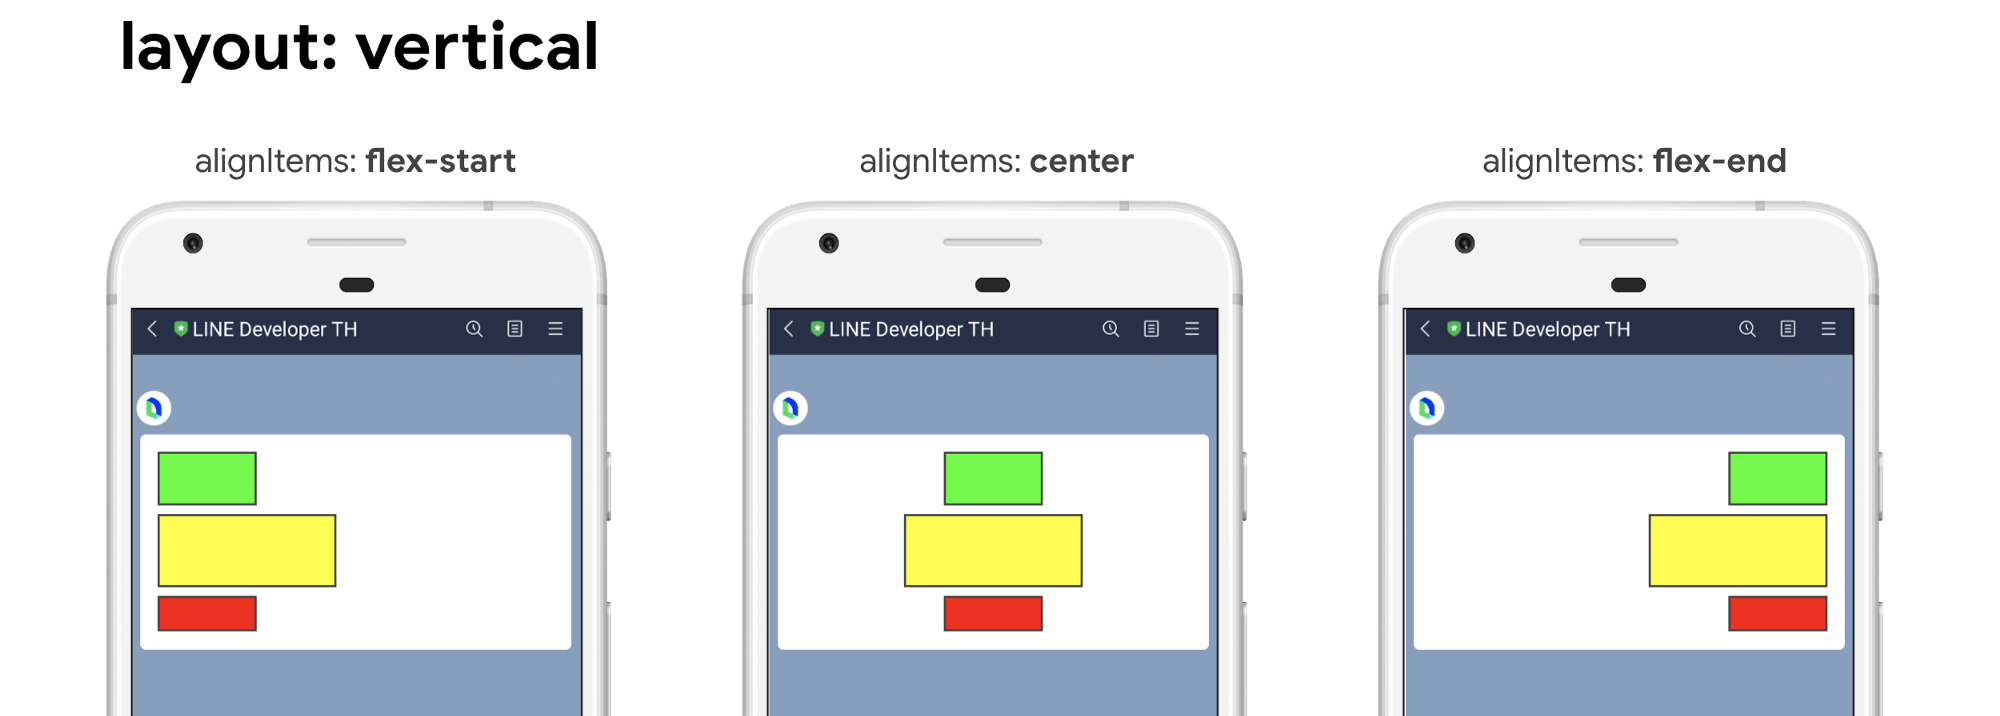 layout: vertical
alignItems: flex-start
alignItems: center
alignItems: flex-end
LINE Developer TH
LINE Developer TH
LINE Developer TH